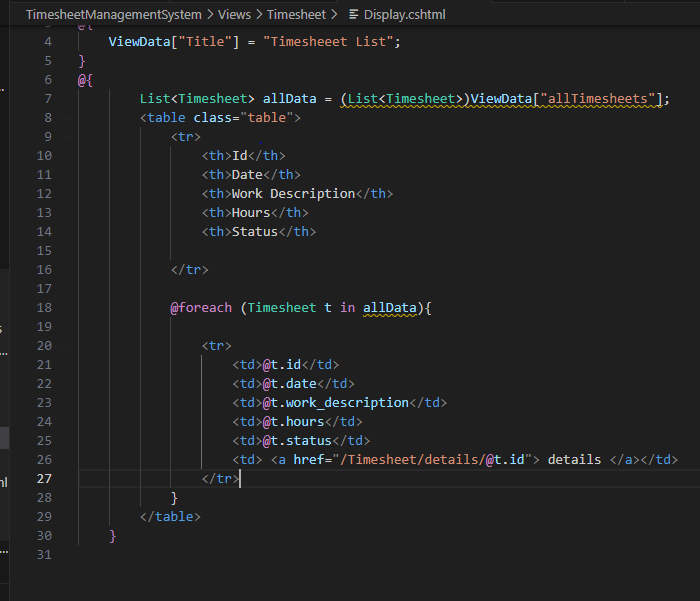 TimesheetManagementSystem > Views > Timesheet > Display.cshtml
4 ViewData["Title"] = "Timesheeet List";
5 }
6 @{
7 List<Timesheet> allData = (List<Timesheet>)ViewData["allTimesheets"];
8 <table class="table">
9 <tr>
10 <th>Id</th>
11 <th>Date</th>
12 <th>Work Description</th>
13 <th>Hours</th>
14 <th>Status</th>
15
16 </tr>
17
18 @foreach (Timesheet t in allData){
19
20 <tr>
21 <td>@t.id</td>
22 <td>@t.date</td>
23 <td>@t.work_description</td>
24 <td>@t.hours</td>
25 <td>@t.status</td>
26 <td> <a href="/Timesheet/details/@t.id"> details </a></td>
27 </tr>
28 }
29 </table>
30 }
31